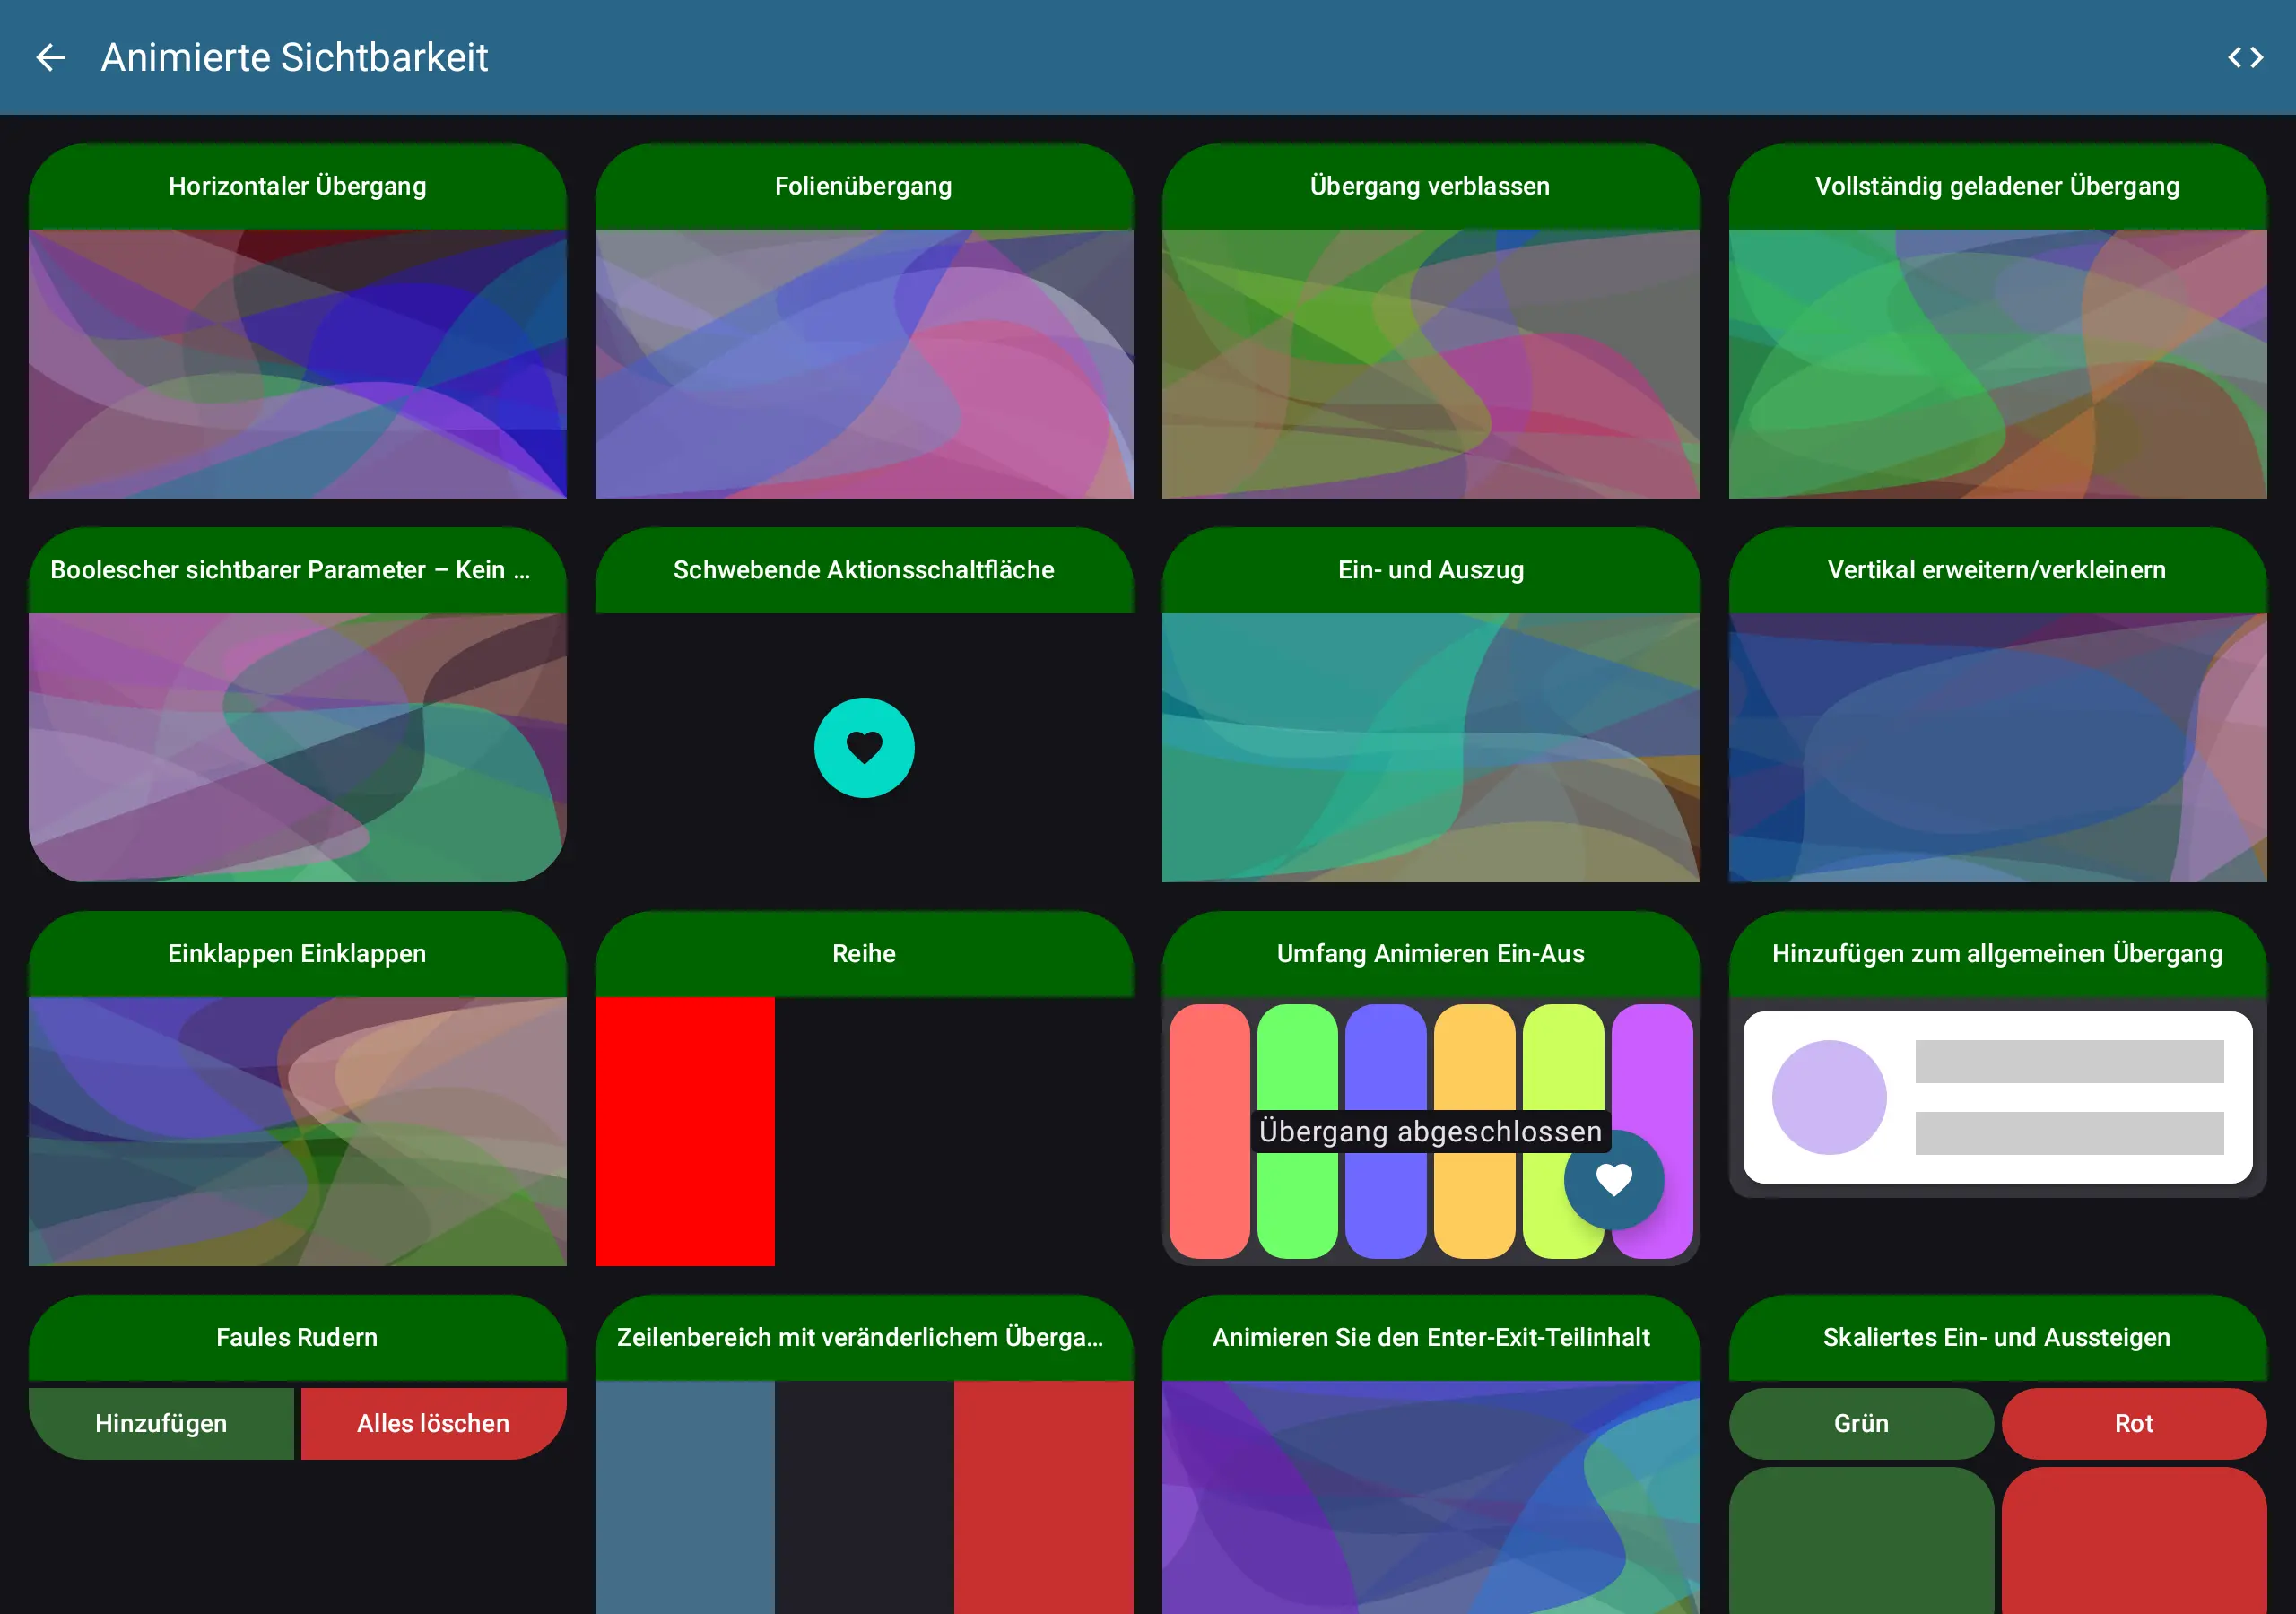 Animierte Sichtbarkeit
Horizontaler Übergang
Folienübergang
Übergang verblassen
Vollständig geladener Übergang
Boolescher sichtbarer Parameter – Kein ...
Schwebende Aktionsschaltfläche
Ein- und Auszug
Vertikal erweitern/verkleinern
Einklappen Einklappen
Reihe
Umfang Animieren Ein-Aus
Hinzufügen zum allgemeinen Übergang
Übergang abgeschlossen
Faules Rudern
Zeilenbereich mit veränderlichem Überga...
Animieren Sie den Enter-Exit-Teilinhalt
Skaliertes Ein- und Aussteigen
Hinzufügen
Alles löschen
Grün
Rot